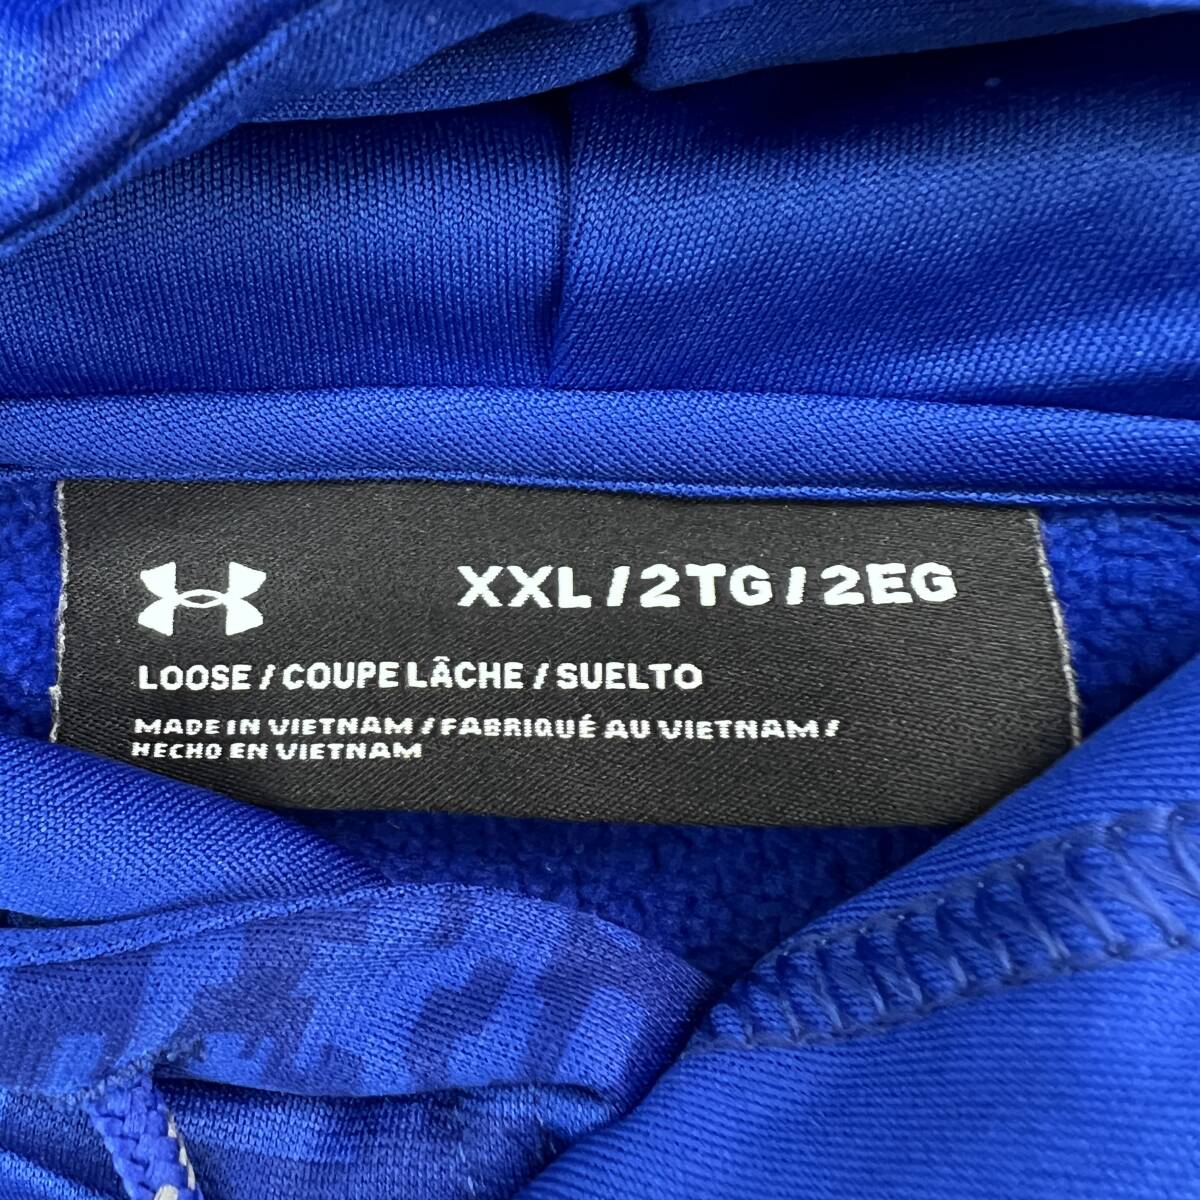 XXL / 2TG / 2EG
LOOSE / COUPE LÂCHE / SUELTO
MADE IN VIETNAM / FABRIQUÉ AU VIETNAM /
HECHO EN VIETNAM